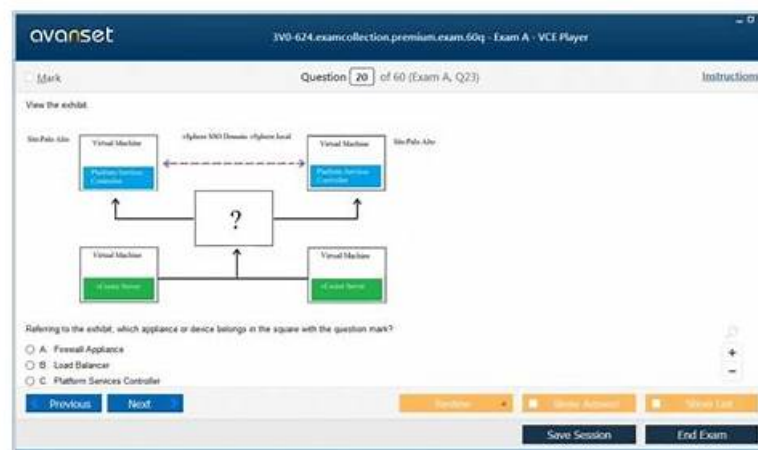 avanset
3V0-624.examcollection.premium.exam.60q - Exam A - VCE Player
Mark
Question 20 of 60 (Exam A, Q23)
Instructions
View the exhibit.
Site Palo Alto
Virtual Machine
vSphere SSO Domain: vSphere.local
Virtual Machine
Site Palo Alto
Platform Services
Controller
Platform Services
Controller
?
Virtual Machine
Virtual Machine
vCenter Server
vCenter Server
Referring to the exhibit, which appliance or device belongs in the square with the question mark?
A. Firewall Appliance
B. Load Balancer
C. Platform Services Controller
Previous
Next
Review
Show Answer
Show List
Save Session
End Exam